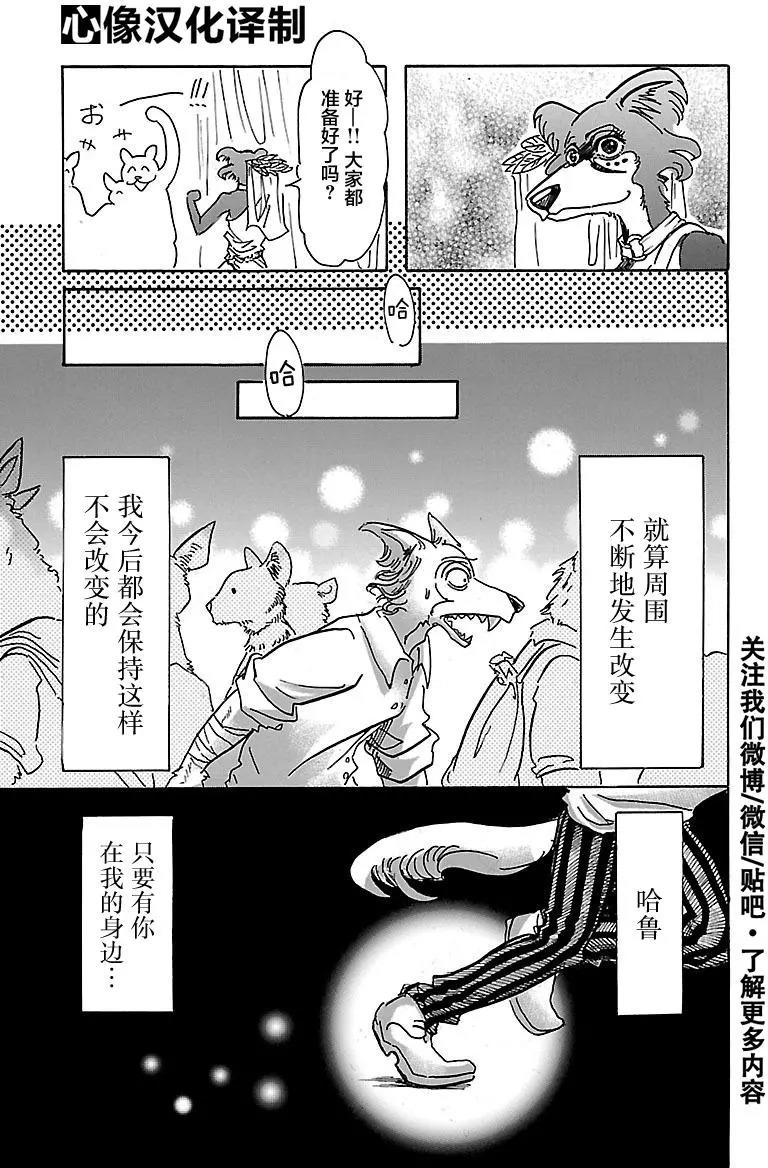 心像汉化译制
好—!! 大家都
准备好了吗？
お
!!!
哈
哈
就算周围
不断地发生改变
我今后都会保持这样
不会改变的
哈鲁
只要有你
在我的身边…
关注我们微博/微信/贴吧·了解更多内容